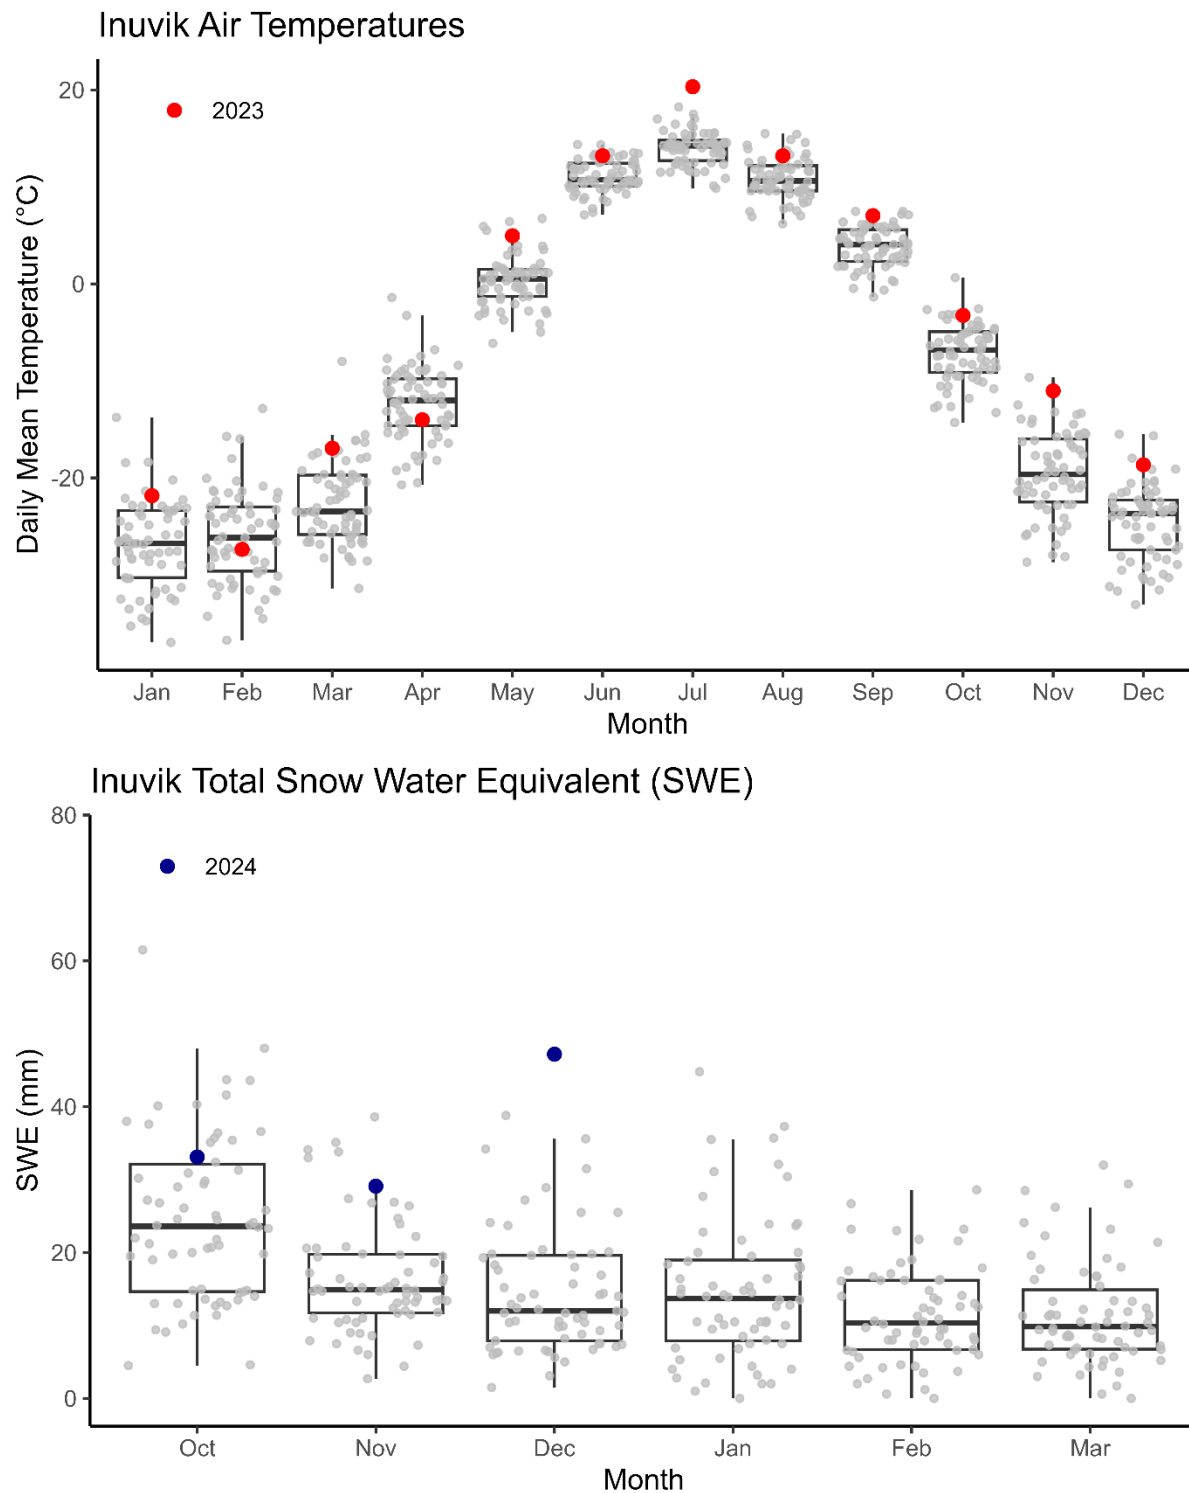 Inuvik Air Temperatures
20
2023
0
-20
Daily Mean Temperature (°C)
Jan Feb Mar Apr May Jun Jul Aug Sep Oct Nov Dec
Month
Inuvik Total Snow Water Equivalent (SWE)
80
2024
60
40
20
0
SWE (mm)
Oct Nov Dec Jan Feb Mar
Month